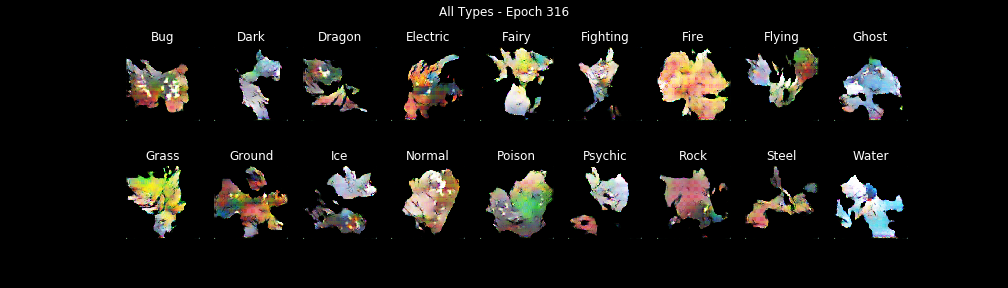 All Types - Epoch 316
Bug Dark Dragon Electric Fairy Fighting Fire Flying Ghost
Grass Ground Ice Normal Poison Psychic Rock Steel Water